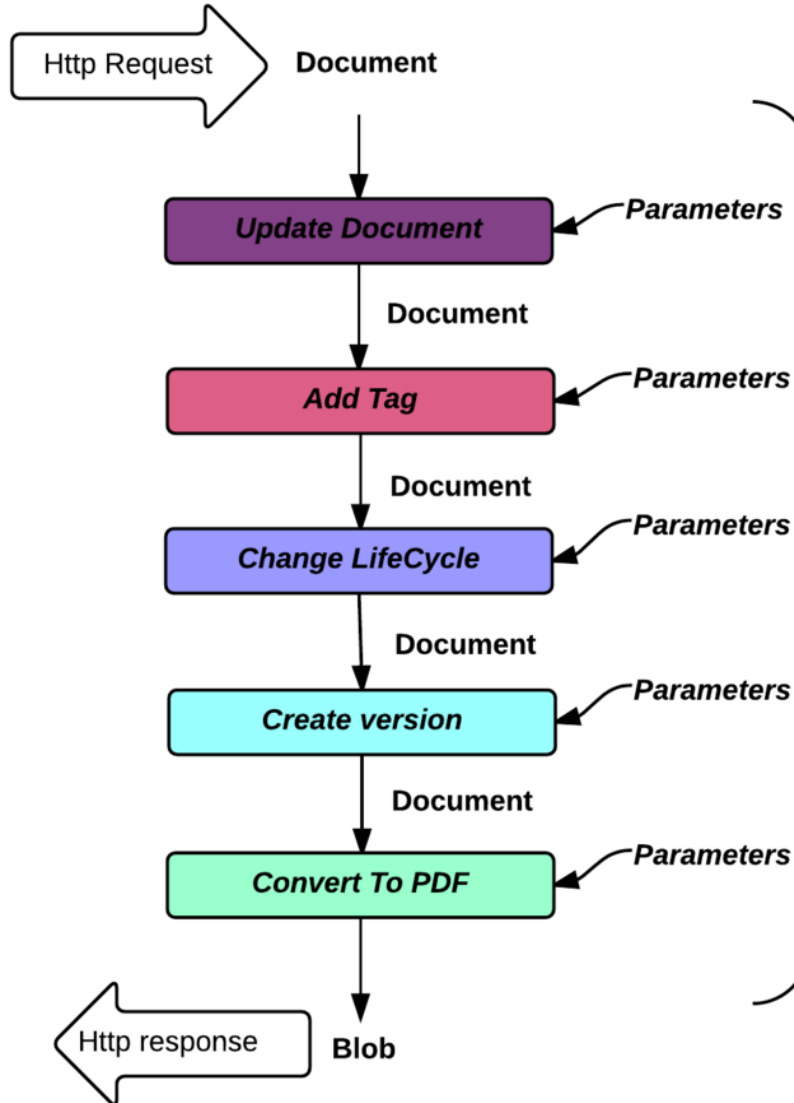 Http Request
Document
Update Document
Parameters
Document
Add Tag
Parameters
Document
Change LifeCycle
Parameters
Document
Create version
Parameters
Document
Convert To PDF
Parameters
Http response
Blob